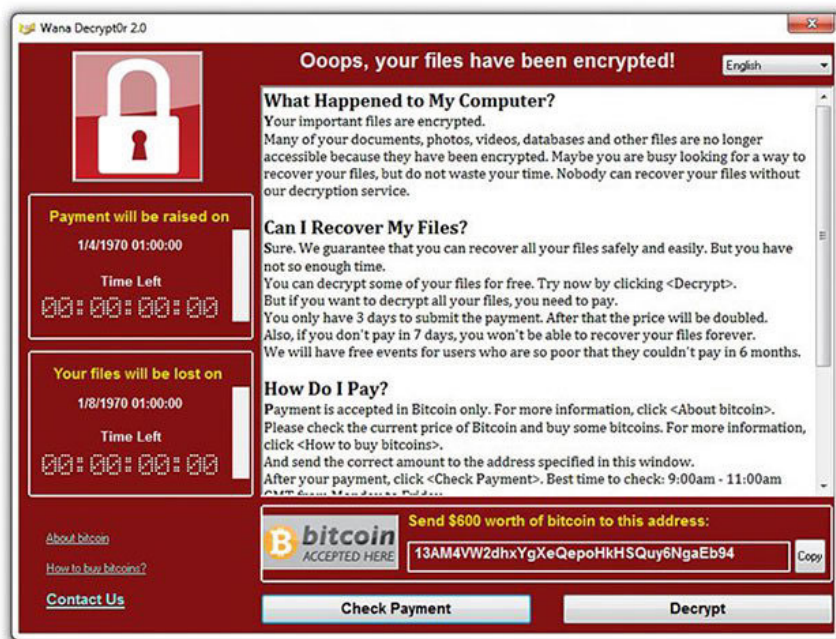 Wana Decrypt0r 2.0
Ooops, your files have been encrypted!
English
What Happened to My Computer?
Your important files are encrypted.
Many of your documents, photos, videos, databases and other files are no longer
accessible because they have been encrypted. Maybe you are busy looking for a way to
recover your files, but do not waste your time. Nobody can recover your files without
our decryption service.
Can I Recover My Files?
Sure. We guarantee that you can recover all your files safely and easily. But you have
not so enough time.
You can decrypt some of your files for free. Try now by clicking <Decrypt>.
But if you want to decrypt all your files, you need to pay.
You only have 3 days to submit the payment. After that the price will be doubled.
Also, if you don't pay in 7 days, you won't be able to recover your files forever.
We will have free events for users who are so poor that they couldn't pay in 6 months.
How Do I Pay?
Payment is accepted in Bitcoin only. For more information, click <About bitcoin>.
Please check the current price of Bitcoin and buy some bitcoins. For more information,
click <How to buy bitcoins>.
And send the correct amount to the address specified in this window.
After your payment, click <Check Payment>. Best time to check: 9:00am - 11:00am
GMT from Monday to Friday
Payment will be raised on
1/4/1970 01:00:00
Time Left
00:00:00:00
Your files will be lost on
1/8/1970 01:00:00
Time Left
00:00:00:00
About bitcoin
How to buy bitcoins?
Contact Us
bitcoin
ACCEPTED HERE
Send $600 worth of bitcoin to this address:
13AM4VW2dhxYgXeQepoHkHSQuy6NgaEb94
Copy
Check Payment
Decrypt